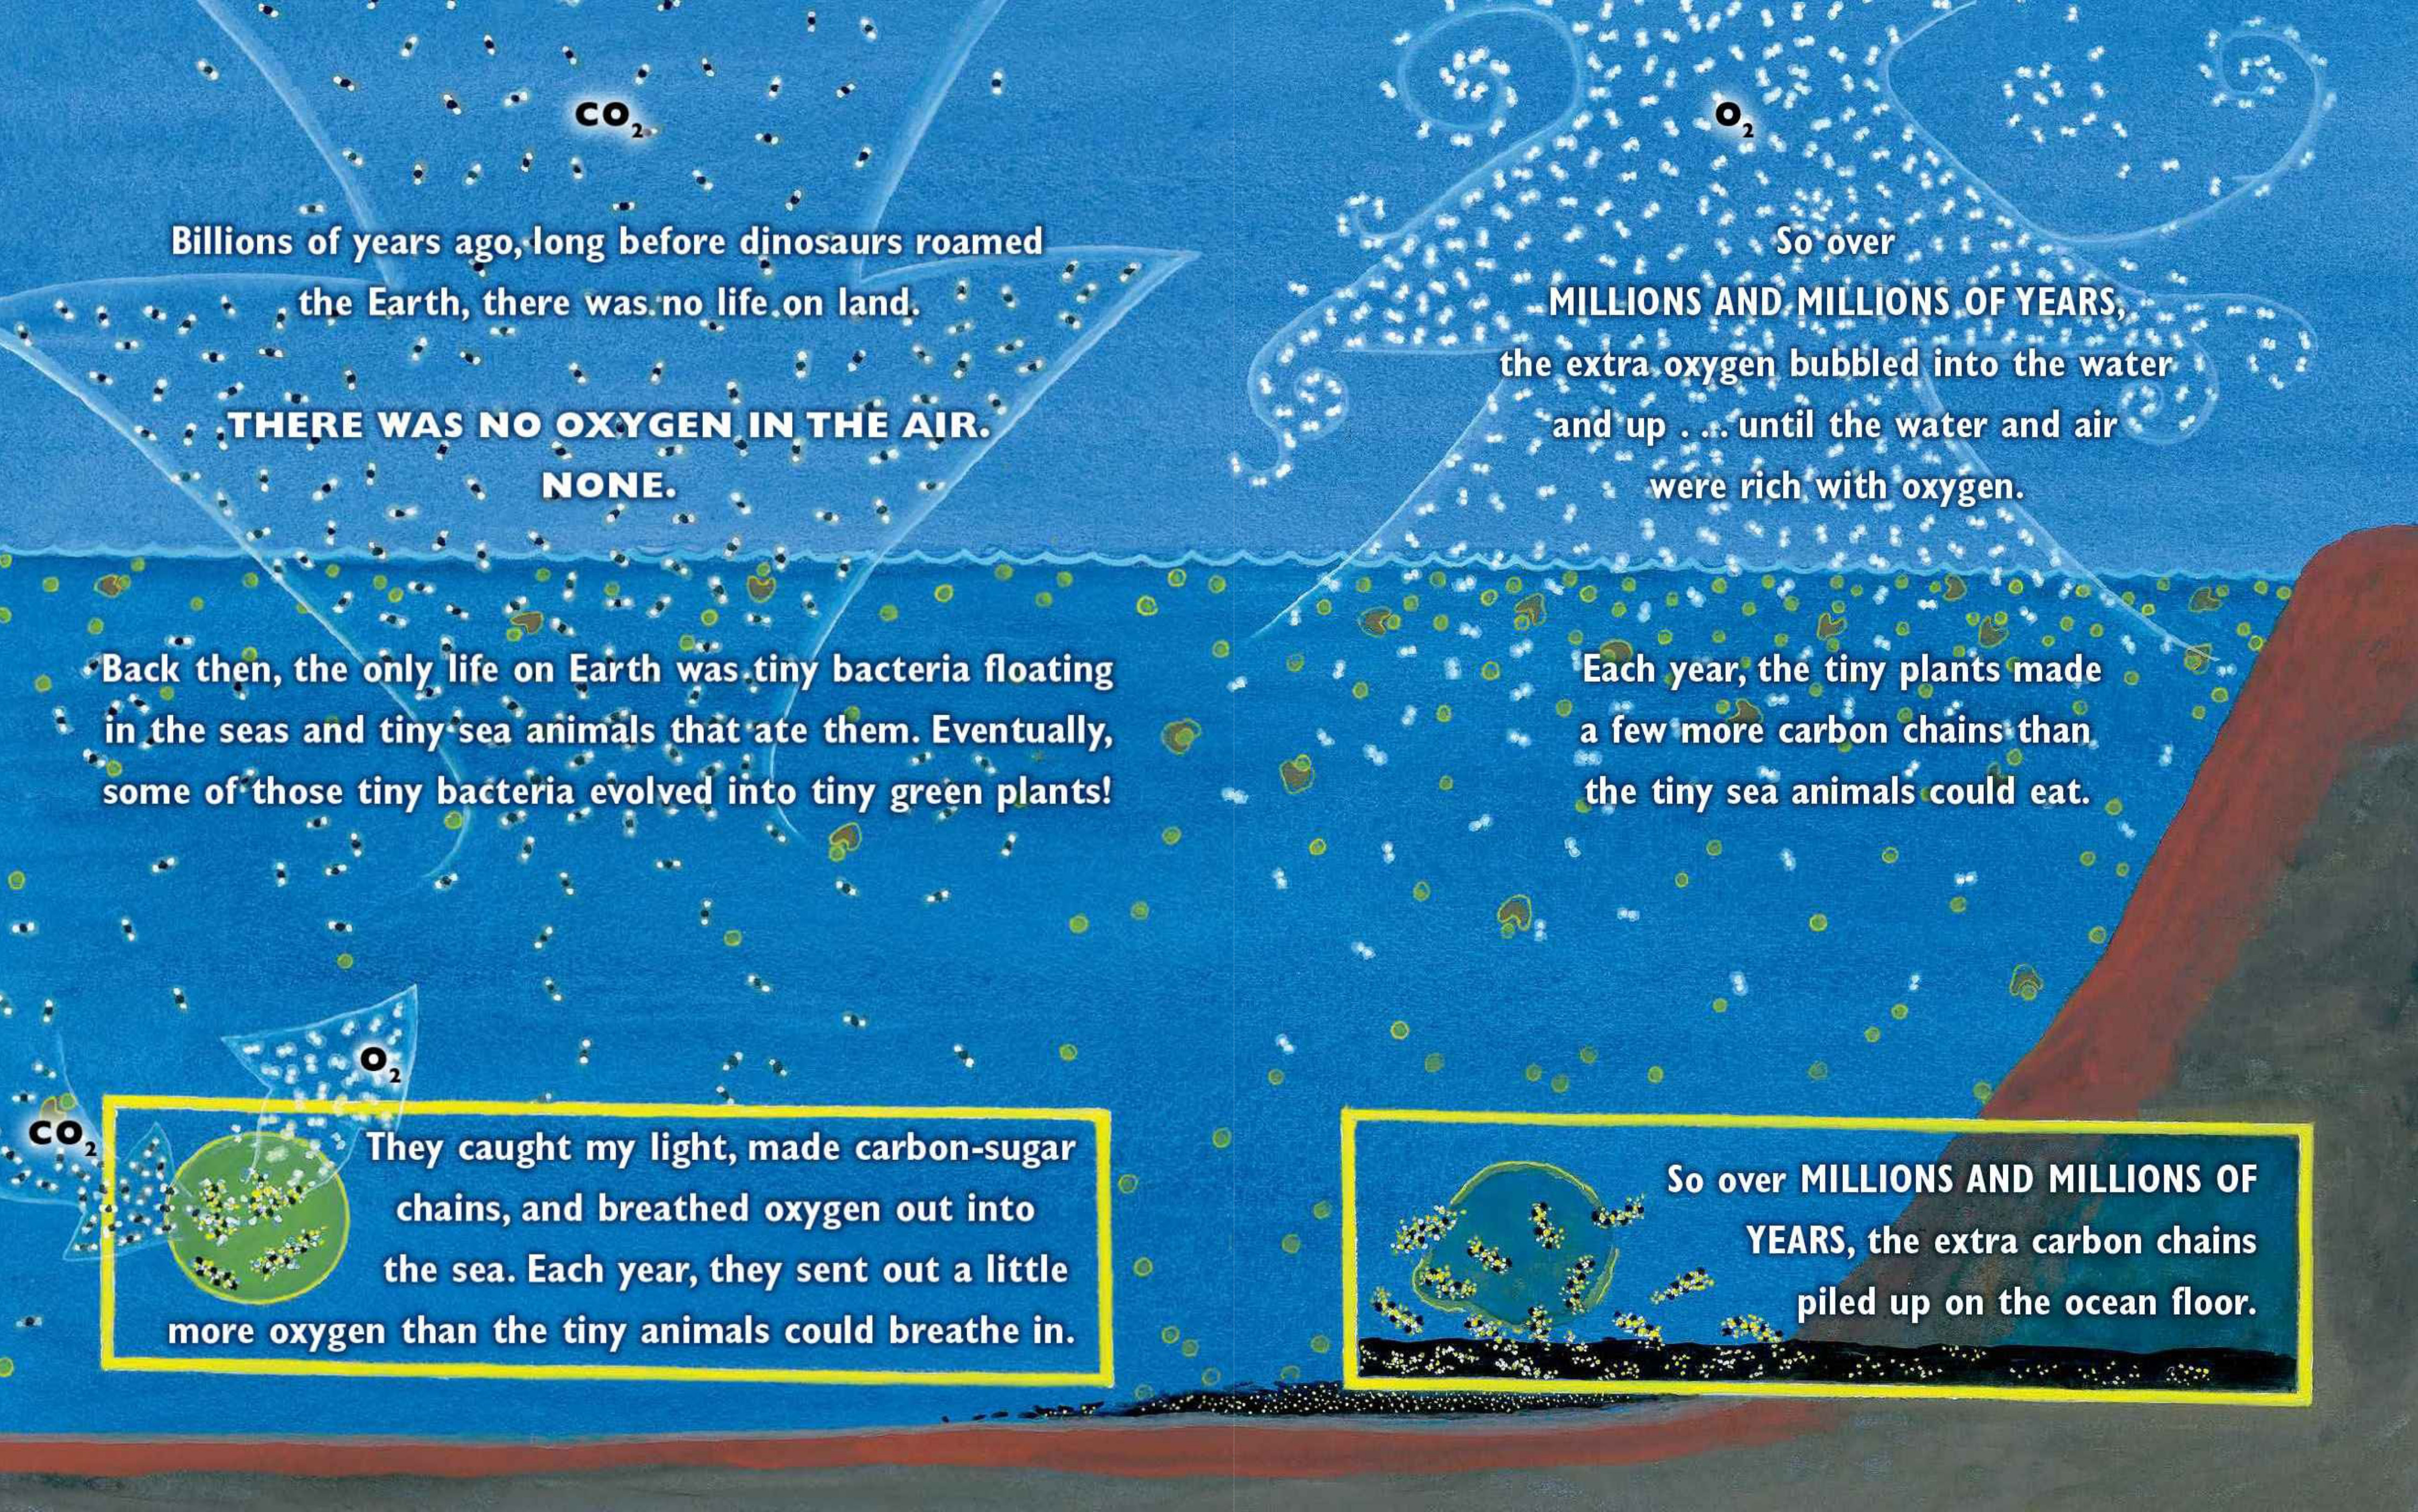 CO2
Billions of years ago, long before dinosaurs roamed
the Earth, there was no life on land.
THERE WAS NO OXYGEN IN THE AIR.
NONE.
Back then, the only life on Earth was tiny bacteria floating
in the seas and tiny sea animals that ate them. Eventually,
some of those tiny bacteria evolved into tiny green plants!
O2
CO2
They caught my light, made carbon-sugar
chains, and breathed oxygen out into
the sea. Each year, they sent out a little
more oxygen than the tiny animals could breathe in.
O2
So over
MILLIONS AND MILLIONS OF YEARS,
the extra oxygen bubbled into the water
and up . . . until the water and air
were rich with oxygen.
Each year, the tiny plants made
a few more carbon chains than
the tiny sea animals could eat.
So over MILLIONS AND MILLIONS OF
YEARS, the extra carbon chains
piled up on the ocean floor.